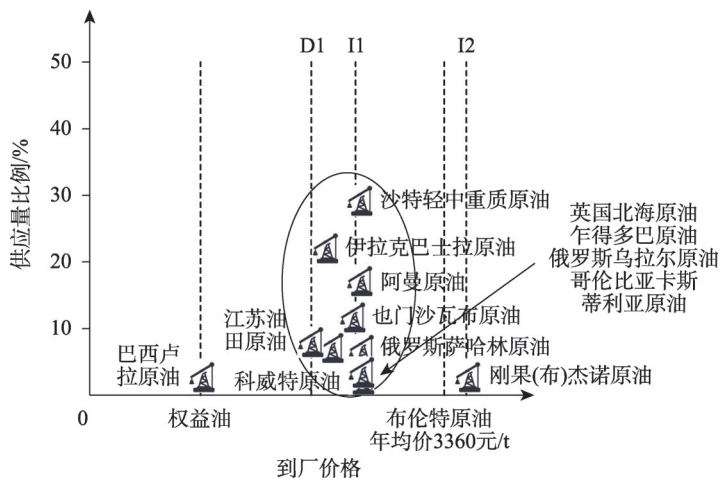 D1
I1
I2
50
40
30
20
10
0
供应量比例/%
沙特轻中重质原油
伊拉克巴士拉原油
阿曼原油
也门沙瓦布原油
俄罗斯萨哈林原油
江苏油
田原油
科威特原油
巴西卢
拉原油
英国北海原油
乍得多巴原油
俄罗斯乌拉尔原油
哥伦比亚卡斯
蒂利亚原油
刚果(布)杰诺原油
权益油
布伦特原油
年均价3360元/t
到厂价格